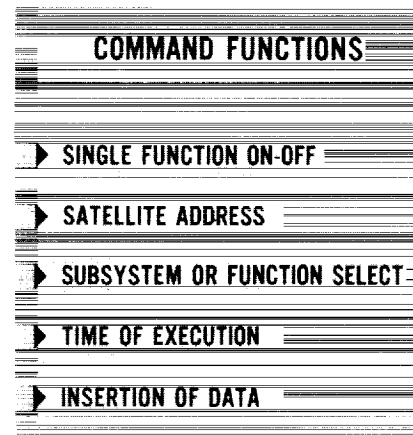 COMMAND FUNCTIONS
SINGLE FUNCTION ON-OFF
SATELLITE ADDRESS
SUBSYSTEM OR FUNCTION SELECT
TIME OF EXECUTION
INSERTION OF DATA